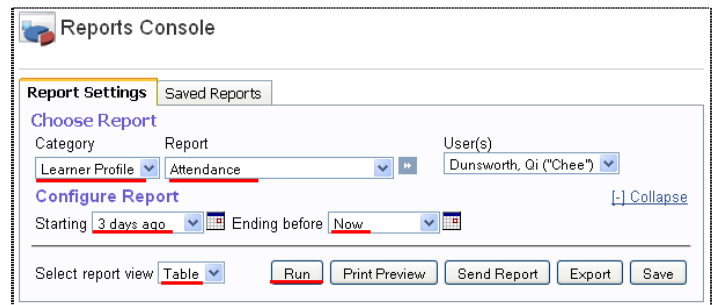 Reports Console
Report Settings Saved Reports
Choose Report
Category Report User(s)
Learner Profile Attendance Dunsworth, Qi ("Chee")
Configure Report [-] Collapse
Starting 3 days ago Ending before Now
Select report view Table Run Print Preview Send Report Export Save